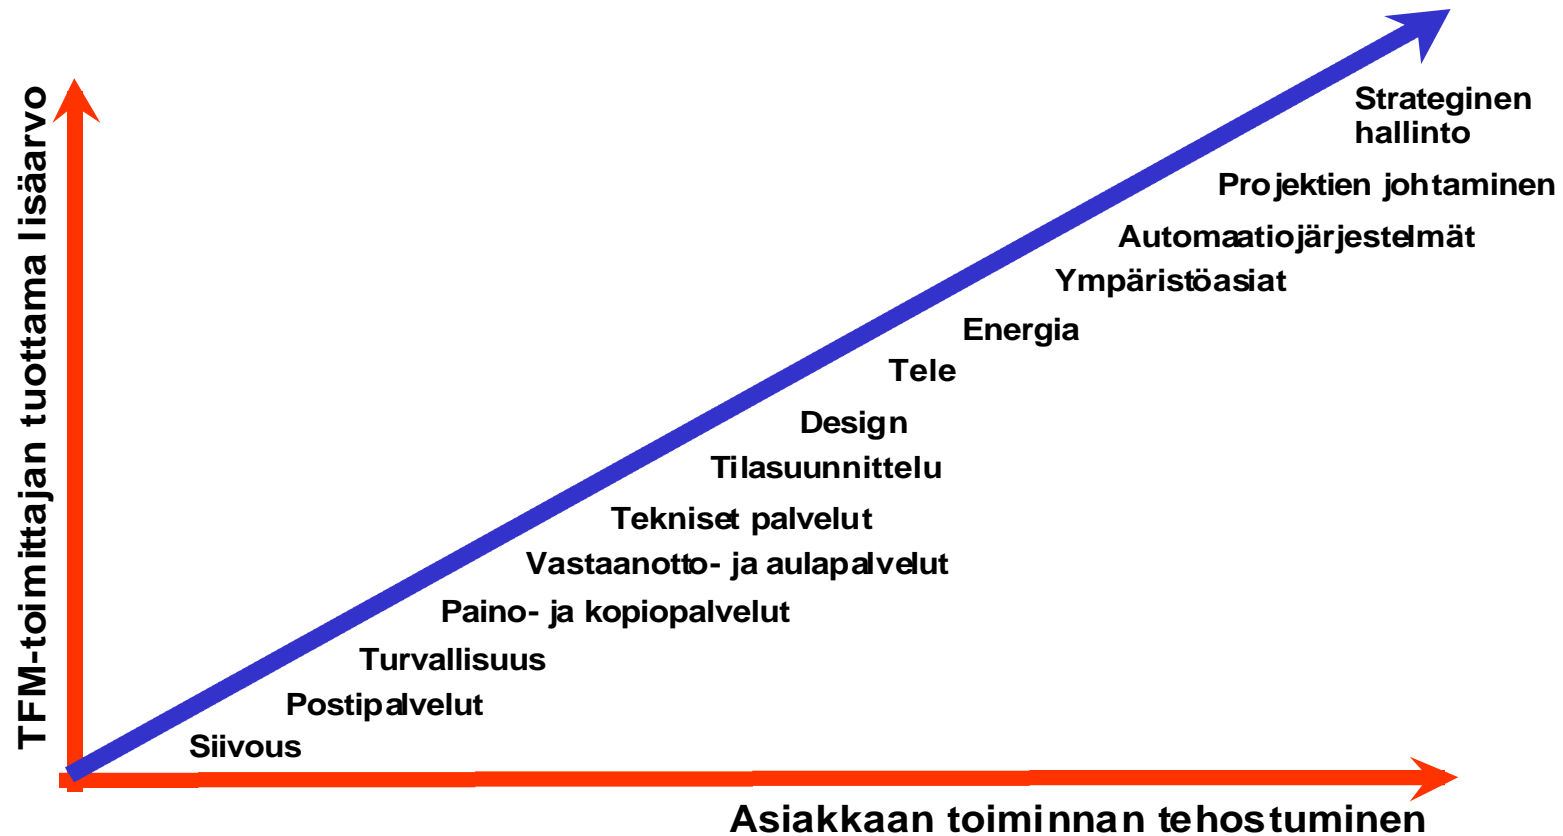 TFM-toimittajan tuottama lisäarvo
Strateginen
hallinto
Projektien johtaminen
Automaatiojärjestelmät
Ympäristöasiat
Energia
Tele
Design
Tilasuunnittelu
Tekniset palvelut
Vastaanotto- ja aulapalvelut
Paino- ja kopiopalvelut
Turvallisuus
Postipalvelut
Siivous
Asiakkaan toiminnan tehostuminen